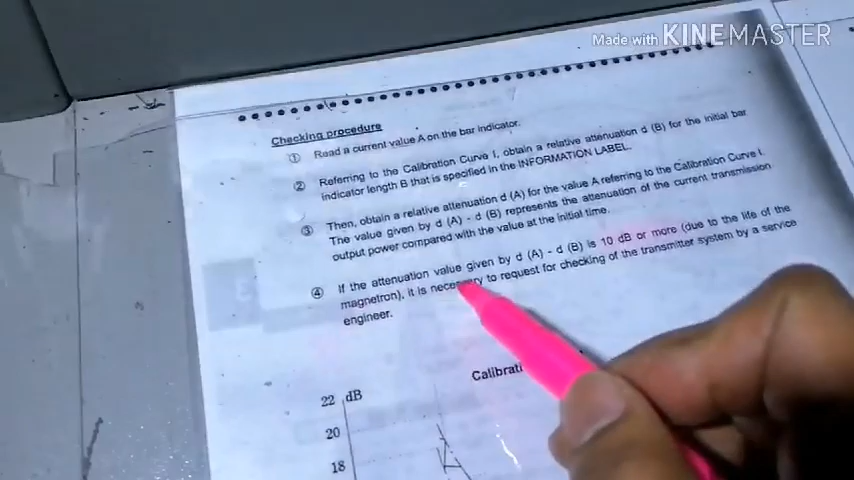 Made with KINEMASTER
Checking procedure
① Read a current value A on the bar indicator.
② Referring to the Calibration Curve I, obtain a relative attenuation d (B) for the initial bar
indicator length B that is specified in the INFORMATION LABEL.
③ Then, obtain a relative attenuation d (A) for the value A referring to the Calibration Curve I.
The value given by d (A) - d (B) represents the attenuation of the current transmission
output power compared with the value at the initial time.
④ If the attenuation value given by d (A) - d (B) is 10 dB or more (due to the life of the
magnetron), it is necessary to request for checking of the transmitter system by a service
engineer.
22 dB
20
18